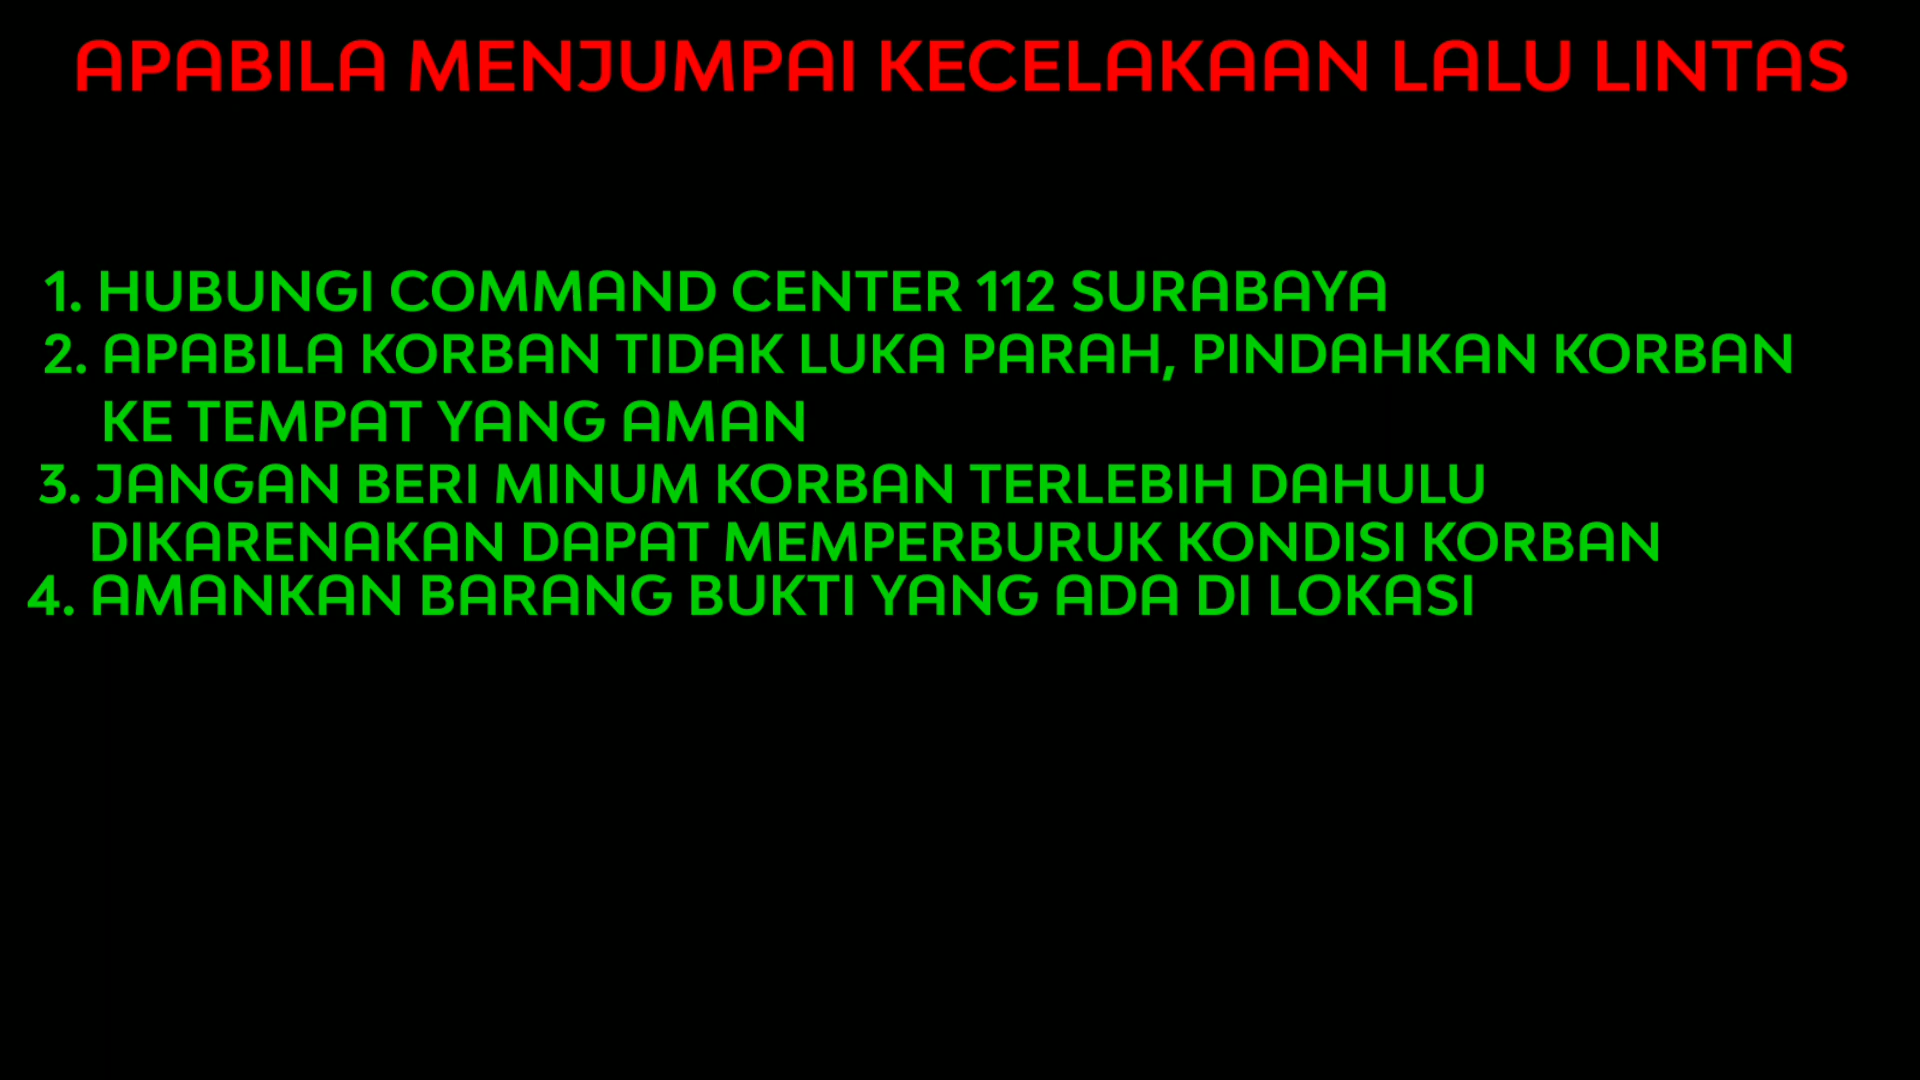 APABILA MENJUMPAI KECELAKAAN LALU LINTAS
1. HUBUNGI COMMAND CENTER 112 SURABAYA
2. APABILA KORBAN TIDAK LUKA PARAH, PINDAHKAN KORBAN
KE TEMPAT YANG AMAN
3. JANGAN BERI MINUM KORBAN TERLEBIH DAHULU
DIKARENAKAN DAPAT MEMPERBURUK KONDISI KORBAN
4. AMANKAN BARANG BUKTI YANG ADA DI LOKASI